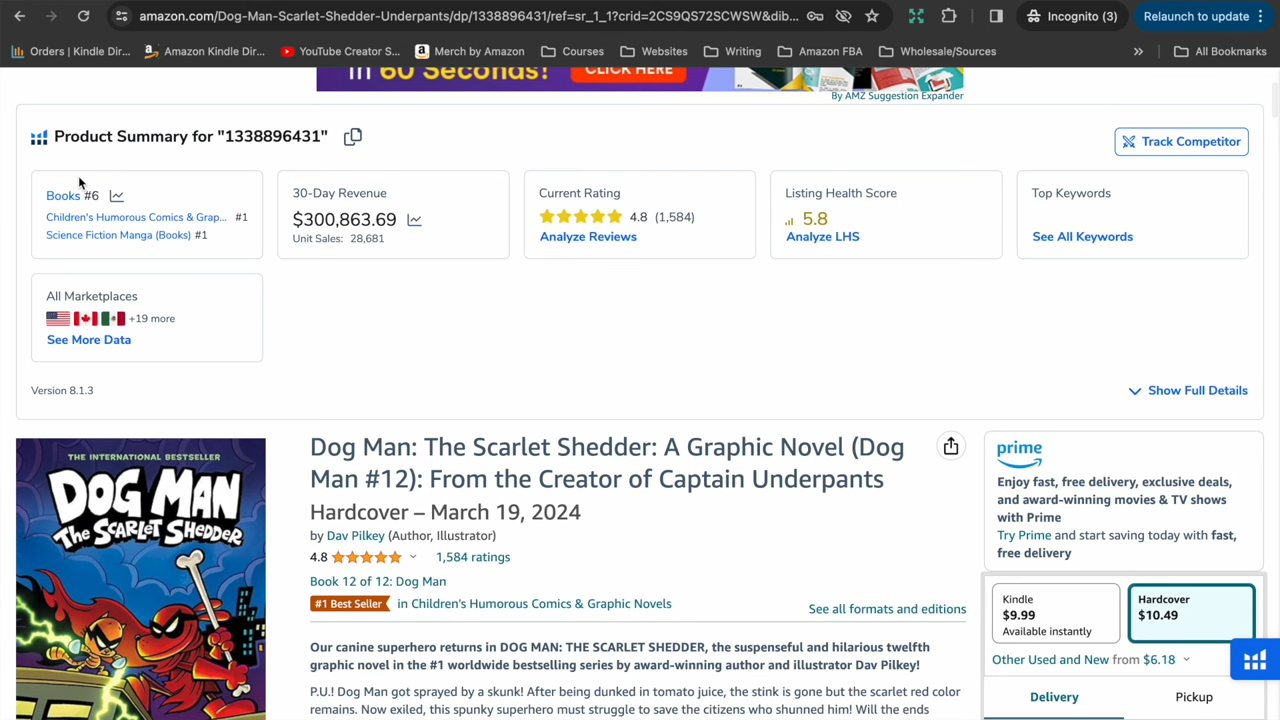 amazon.com/Dog-Man-Scarlet-Shedder-Underpants/dp/1338896431/ref=sr_1_1?crid=2CS9QS72SCWSW&dib...
Incognito (3)
Relaunch to update
Orders | Kindle Dir...
Amazon Kindle Dir...
YouTube Creator S...
Merch by Amazon
Courses
Websites
Writing
Amazon FBA
Wholesale/Sources
»
All Bookmarks
in 60 Seconds!
CLICK HERE
By AMZ Suggestion Expander
Product Summary for "1338896431"
Track Competitor
Books #6
Children's Humorous Comics & Grap... #1
Science Fiction Manga (Books) #1
30-Day Revenue
$300,863.69
Unit Sales: 28,681
Current Rating
4.8 (1,584)
Analyze Reviews
Listing Health Score
5.8
Analyze LHS
Top Keywords
See All Keywords
All Marketplaces
+19 more
See More Data
Version 8.1.3
Show Full Details
THE INTERNATIONAL BESTSELLER
DOG MAN
THE SCARLET SHEDDER
Dog Man: The Scarlet Shedder: A Graphic Novel (Dog
Man #12): From the Creator of Captain Underpants
Hardcover – March 19, 2024
by Dav Pilkey (Author, Illustrator)
4.8
1,584 ratings
Book 12 of 12: Dog Man
#1 Best Seller in Children's Humorous Comics & Graphic Novels
See all formats and editions
Our canine superhero returns in DOG MAN: THE SCARLET SHEDDER, the suspenseful and hilarious twelfth
graphic novel in the #1 worldwide bestselling series by award-winning author and illustrator Dav Pilkey!
P.U.! Dog Man got sprayed by a skunk! After being dunked in tomato juice, the stink is gone but the scarlet red color
remains. Now exiled, this spunky superhero must struggle to save the citizens who shunned him! Will the ends
prime
Enjoy fast, free delivery, exclusive deals,
and award-winning movies & TV shows
with Prime
Try Prime and start saving today with fast,
free delivery
Kindle
$9.99
Available instantly
Hardcover
$10.49
Other Used and New from $6.18
Delivery
Pickup